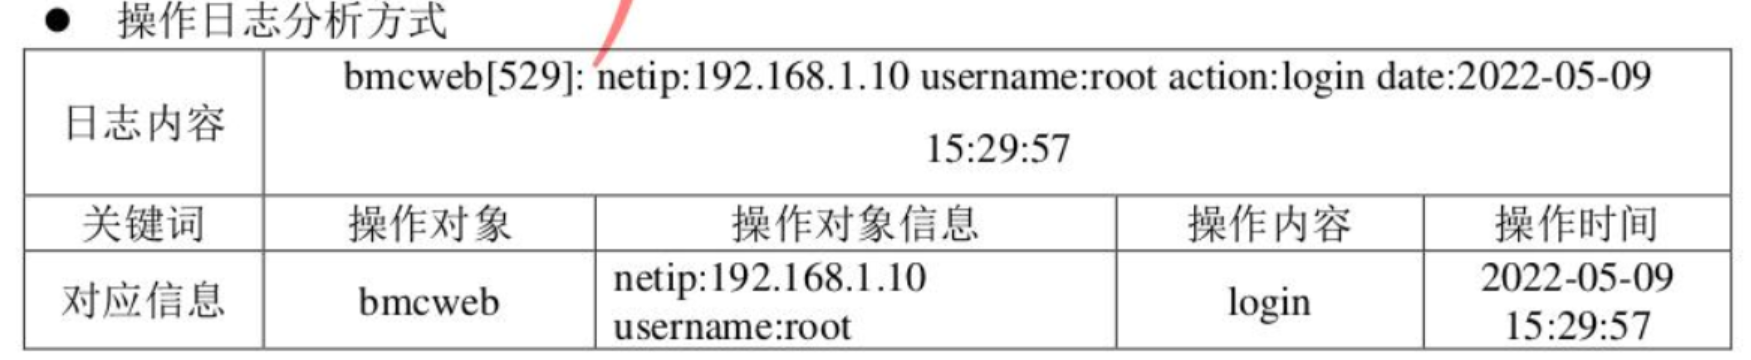 ● 操作日志分析方式
日志内容
bmcweb[529]: netip:192.168.1.10 username:root action:login date:2022-05-09
15:29:57
关键词 操作对象 操作对象信息 操作内容 操作时间
对应信息 bmcweb netip:192.168.1.10 username:root login 2022-05-09 15:29:57